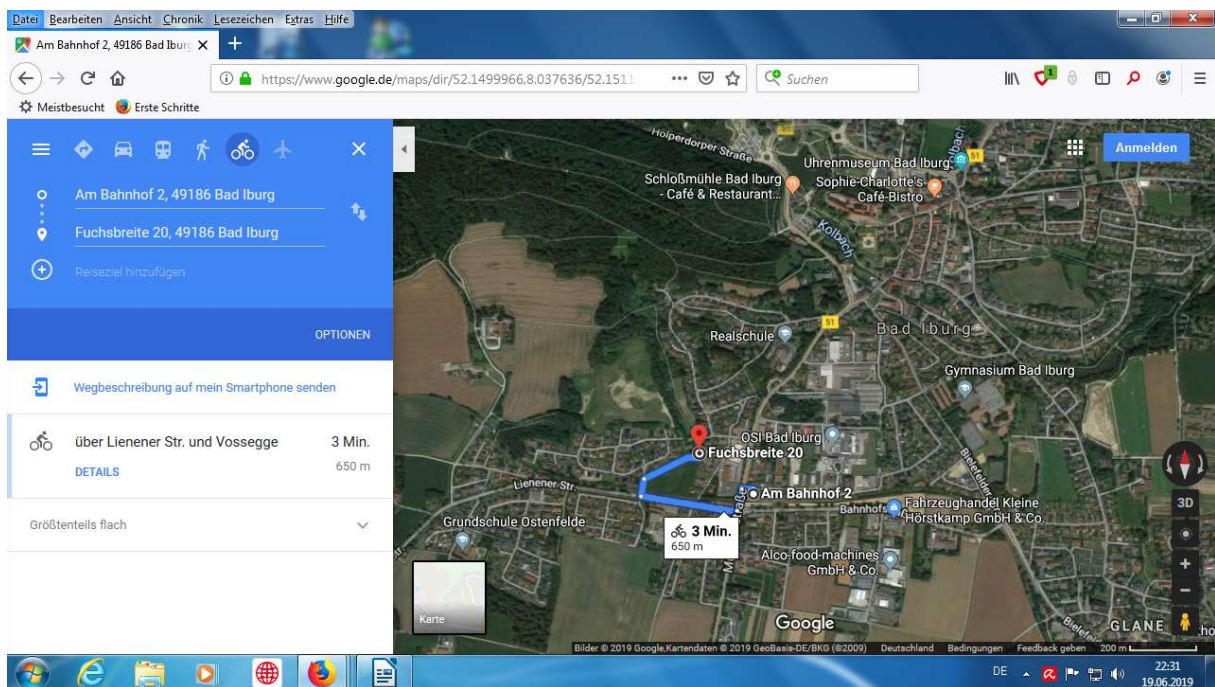 Datei Bearbeiten Ansicht Chronik Lesezeichen Extras Hilfe
Am Bahnhof 2, 49186 Bad Iburg
https://www.google.de/maps/dir/52.1499966,8.037636/52.1511
Suchen
1
Meistbesucht Erste Schritte
Am Bahnhof 2, 49186 Bad Iburg
Fuchsbreite 20, 49186 Bad Iburg
Reiseziel hinzufügen
OPTIONEN
Wegbeschreibung auf mein Smartphone senden
über Lienener Str. und Vossegge 3 Min.
DETAILS 650 m
Größtenteils flach
Holperdorper Straße
Uhrenmuseum Bad Iburg
51
Anmelden
Schloßmühle Bad Iburg
- Café & Restaurant...
Sophie-Charlotte's
Café-Bistro
Kolbach
Realschule
51
Bad Iburg
Gymnasium Bad Iburg
OSI Bad Iburg
Fuchsbreite 20
Lienener Str.
Am Bahnhof 2
Fahrzeughandel Kleine
Hörstkamp GmbH & Co.
Grundschule Ostenfelde
3 Min.
650 m
Alco-food-machines
GmbH & Co.
Bielefelder
3D
Karte
Google
GLANE
Bilder © 2019 Google,Kartendaten © 2019 GeoBasis-DE/BKG (©2009) Deutschland Bedingungen Feedback geben 200 m
DE
22:31
19.06.2019